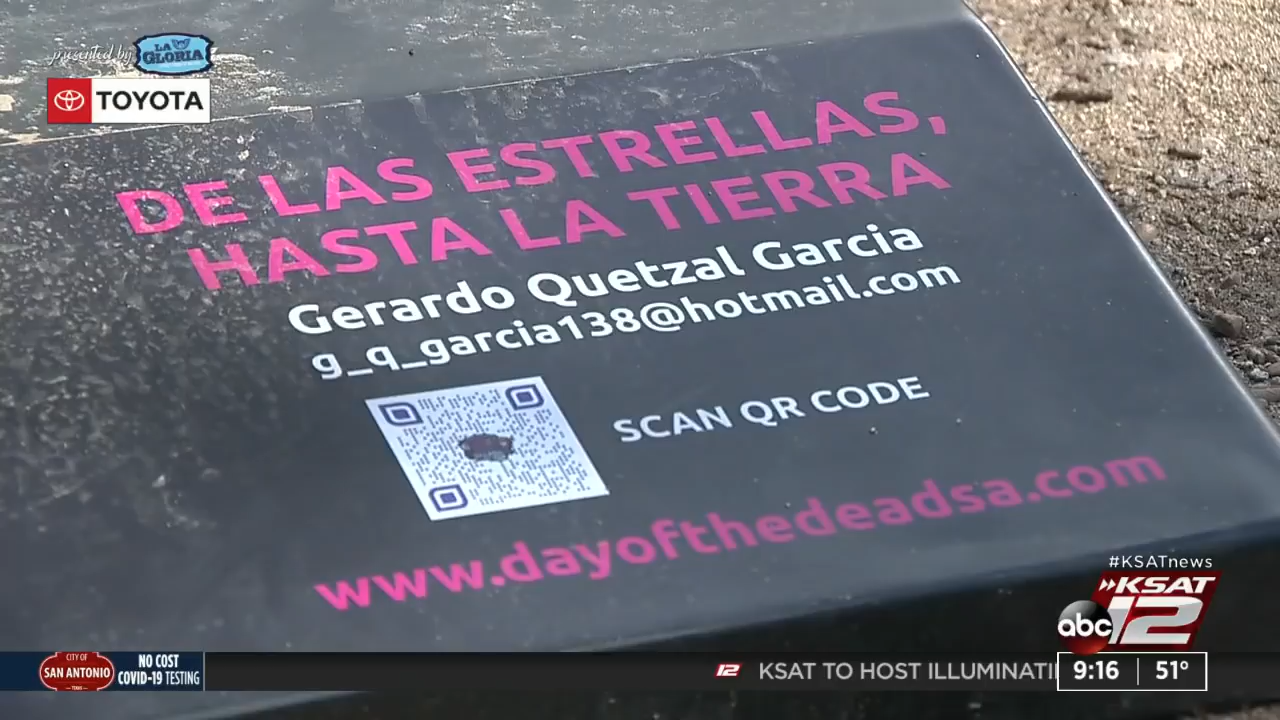 presented by
LA
GLORIA
TOYOTA
DE LAS ESTRELLAS,
HASTA LA TIERRA
Gerardo Quetzal Garcia
g_q_garcia138@hotmail.com
SCAN QR CODE
www.dayofthedeadsa.com
#KSATnews
KSAT
abc 12
CITY OF
SAN ANTONIO
TEXAS
NO COST
COVID-19 TESTING
12 KSAT TO HOST ILLUMINATI
9:16 51°